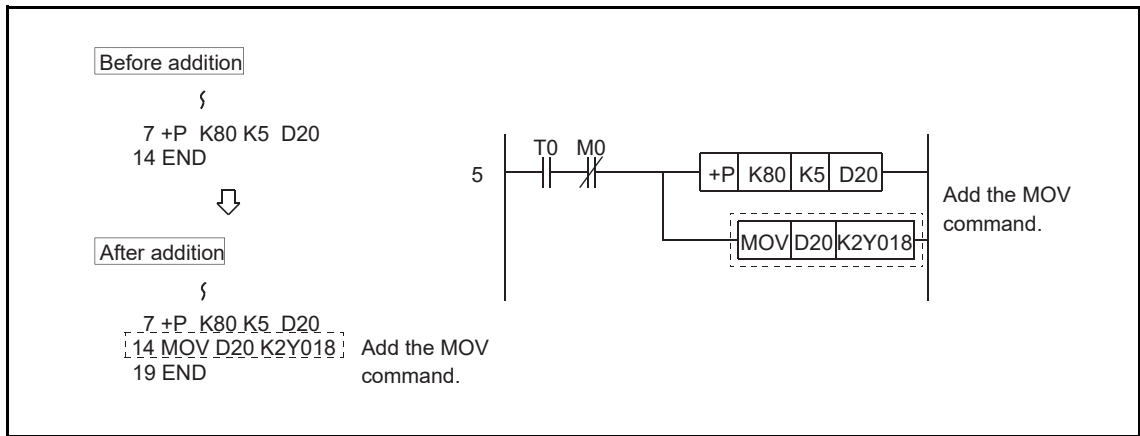 Before addition
7 +P K80 K5 D20
14 END
After addition
7 +P K80 K5 D20
14 MOV D20 K2Y018
19 END
Add the MOV
command.
T0 M0
5
+P K80 K5 D20
MOV D20 K2Y018
Add the MOV
command.